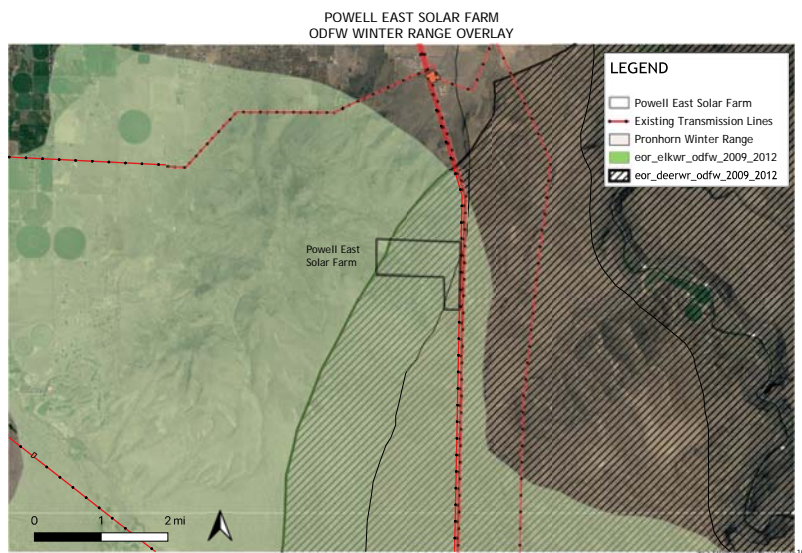 POWELL EAST SOLAR FARM
ODFW WINTER RANGE OVERLAY
LEGEND
Powell East Solar Farm
Existing Transmission Lines
Pronhorn Winter Range
eor_elkwr_odfw_2009_2012
eor_deerwr_odfw_2009_2012
Powell East
Solar Farm
0 1 2 mi